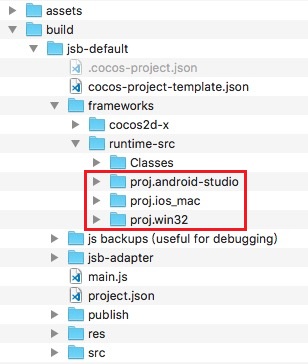 assets
build
jsb-default
.cocos-project.json
cocos-project-template.json
frameworks
cocos2d-x
runtime-src
Classes
proj.android-studio
proj.ios_mac
proj.win32
js backups (useful for debugging)
jsb-adapter
main.js
project.json
publish
res
src